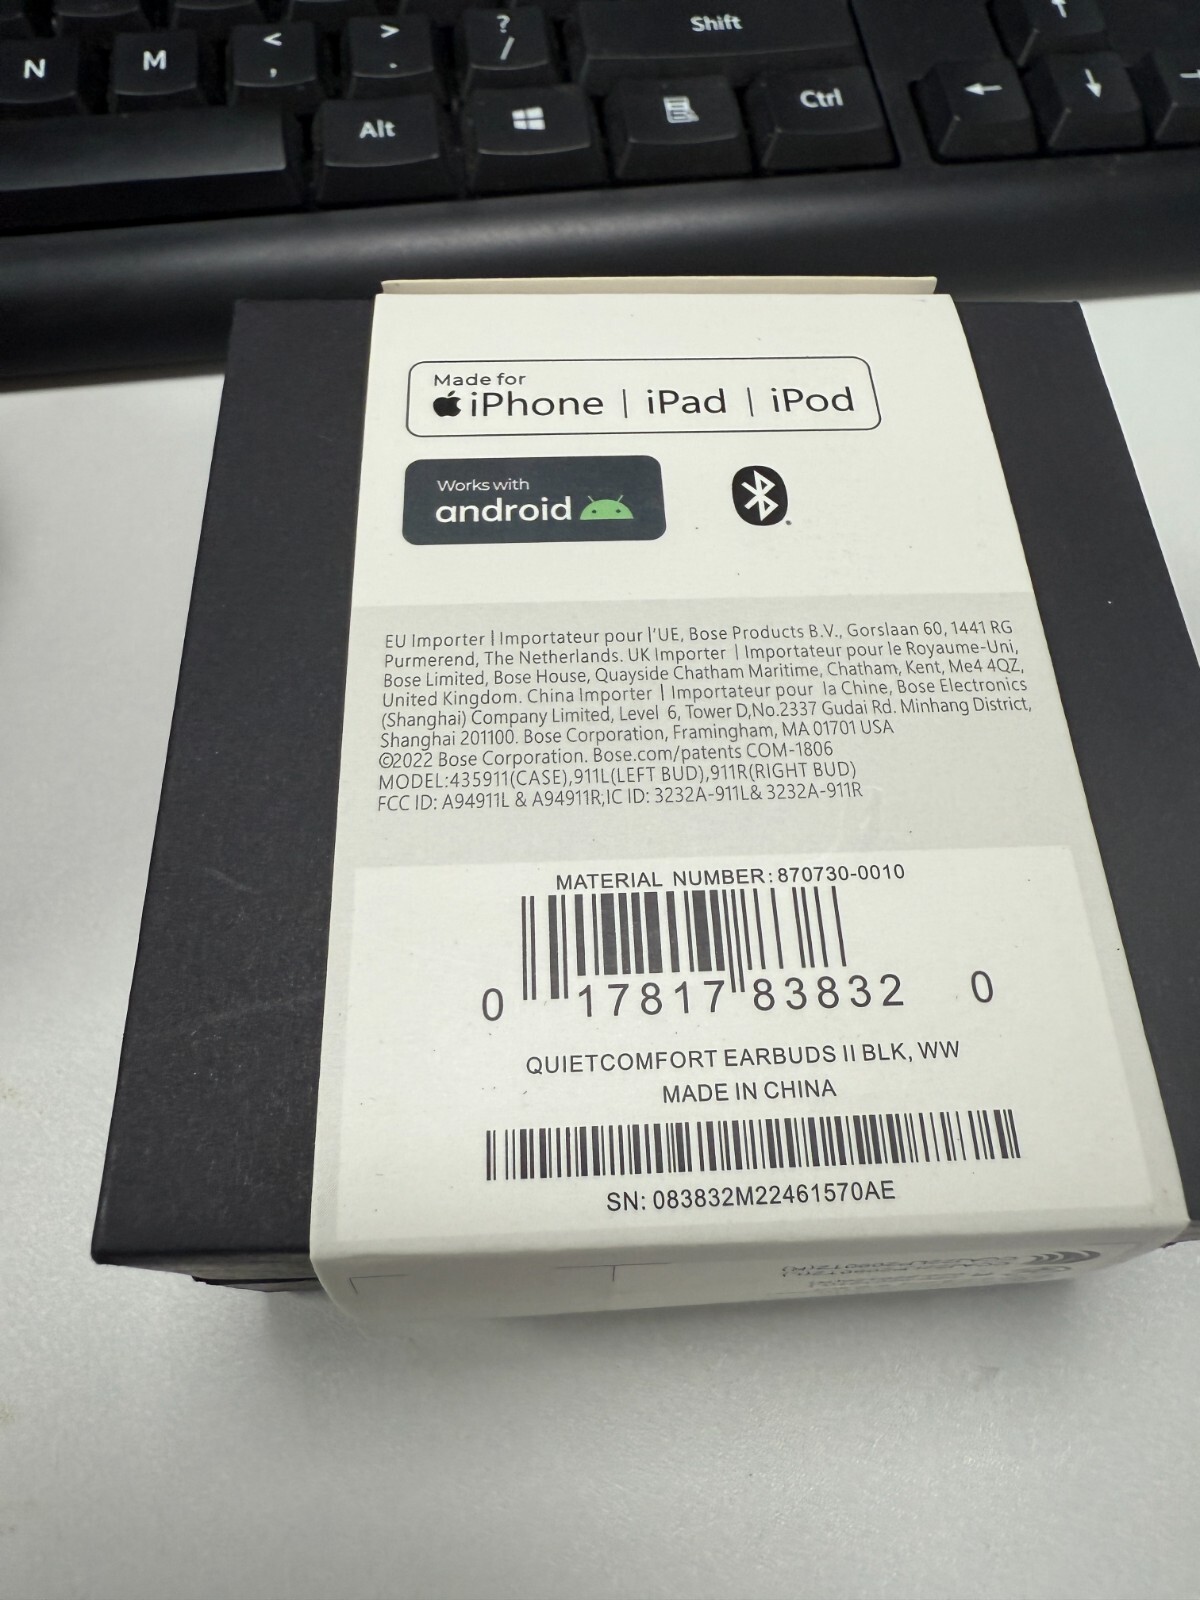 N M < , > . ? / Shift ↑
Alt Ctrl ← ↓
Made for
iPhone | iPad | iPod
Works with
android
EU Importer | Importateur pour l'UE, Bose Products B.V., Gorslaan 60, 1441 RG
Purmerend, The Netherlands. UK Importer | Importateur pour le Royaume-Uni,
Bose Limited, Bose House, Quayside Chatham Maritime, Chatham, Kent, Me4 4QZ,
United Kingdom. China Importer | Importateur pour la Chine, Bose Electronics
(Shanghai) Company Limited, Level 6, Tower D,No.2337 Gudai Rd. Minhang District,
Shanghai 201100. Bose Corporation, Framingham, MA 01701 USA
©2022 Bose Corporation. Bose.com/patents COM-1806
MODEL:435911(CASE),911L(LEFT BUD),911R(RIGHT BUD)
FCC ID: A94911L & A94911R,IC ID: 3232A-911L& 3232A-911R
MATERIAL NUMBER: 870730-0010
0 17817 83832 0
QUIETCOMFORT EARBUDS II BLK, WW
MADE IN CHINA
SN: 083832M22461570AE